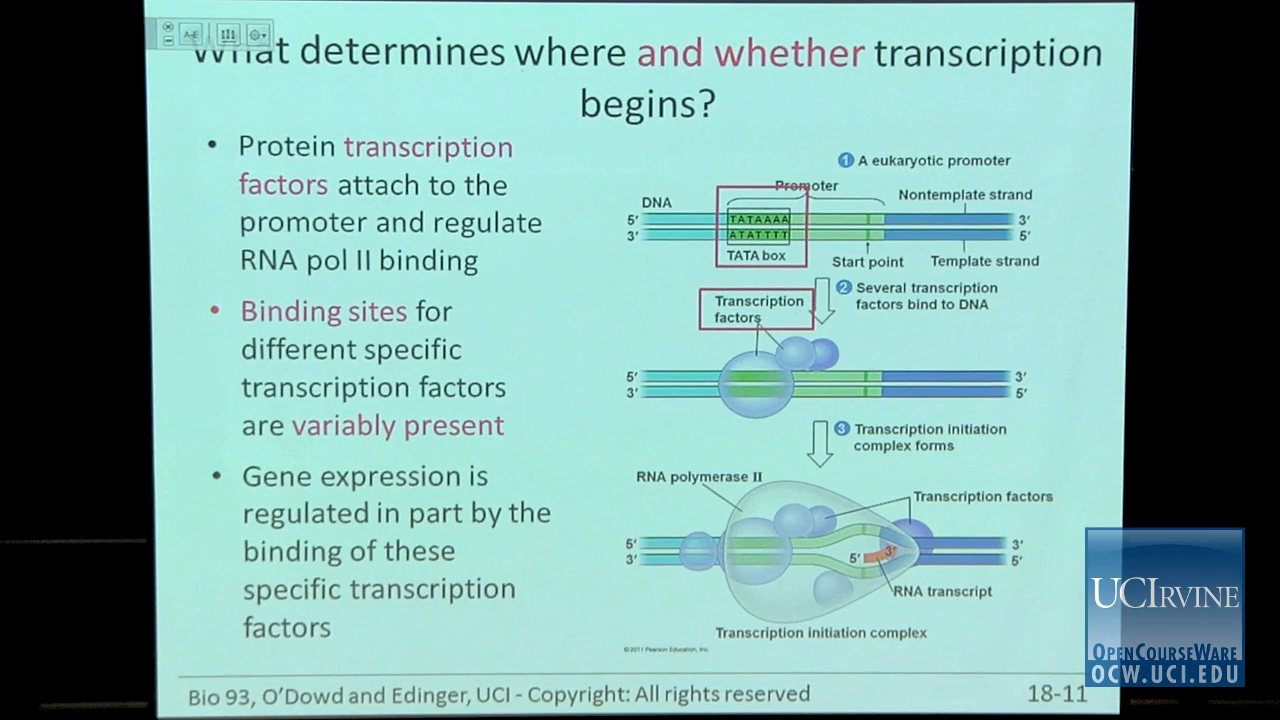 What determines where and whether transcription
begins?
• Protein transcription
factors attach to the
promoter and regulate
RNA pol II binding
• Binding sites for
different specific
transcription factors
are variably present
• Gene expression is
regulated in part by the
binding of these
specific transcription
factors
1 A eukaryotic promoter
Promoter
Nontemplate strand
DNA
5′ TATAAAA 3′
3′ ATATTTT 5′
TATA box
Start point
Template strand
2 Several transcription
factors bind to DNA
Transcription
factors
5′ 3′
3′ 5′
3 Transcription initiation
complex forms
RNA polymerase II
Transcription factors
5′ 3′
3′ 5′
5′ 3′
RNA transcript
Transcription initiation complex
©2011 Pearson Education, Inc.
Bio 93, O'Dowd and Edinger, UCI - Copyright: All rights reserved
18-11
A-E
UCIRVINE
OPENCOURSEWARE
OCW.UCI.EDU